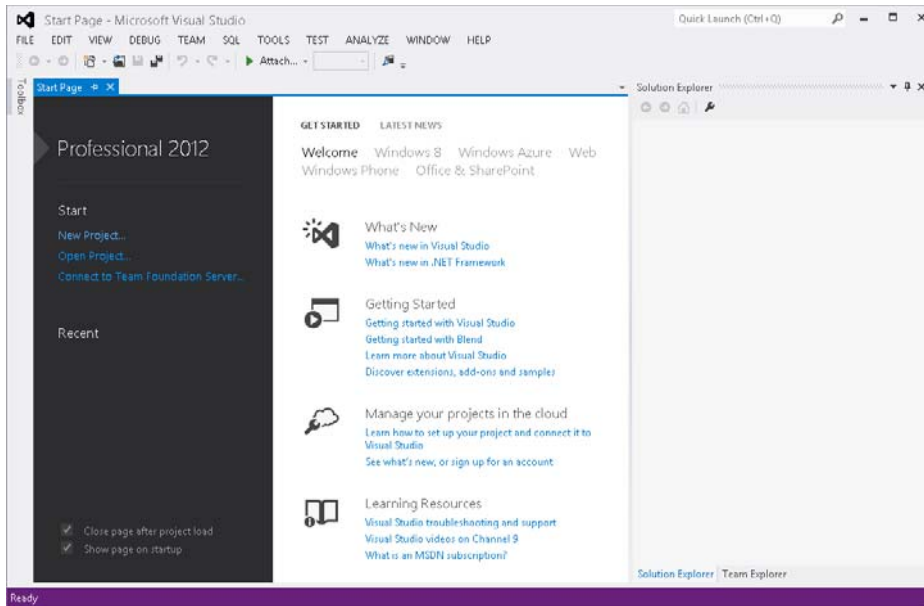 Start Page - Microsoft Visual Studio
Quick Launch (Ctrl+Q)
FILE EDIT VIEW DEBUG TEAM SQL TOOLS TEST ANALYZE WINDOW HELP
Attach...
Toolbox
Start Page
Solution Explorer
Professional 2012
Start
New Project...
Open Project...
Connect to Team Foundation Server...
Recent
Close page after project load
Show page on startup
GET STARTED LATEST NEWS
Welcome Windows 8 Windows Azure Web
Windows Phone Office & SharePoint
What's New
What's new in Visual Studio
What's new in .NET Framework
Getting Started
Getting started with Visual Studio
Getting started with Blend
Learn more about Visual Studio
Discover extensions, add-ons and samples
Manage your projects in the cloud
Learn how to set up your project and connect it to
Visual Studio
See what's new, or sign up for an account
Learning Resources
Visual Studio troubleshooting and support
Visual Studio videos on Channel 9
What is an MSDN subscription?
Solution Explorer Team Explorer
Ready